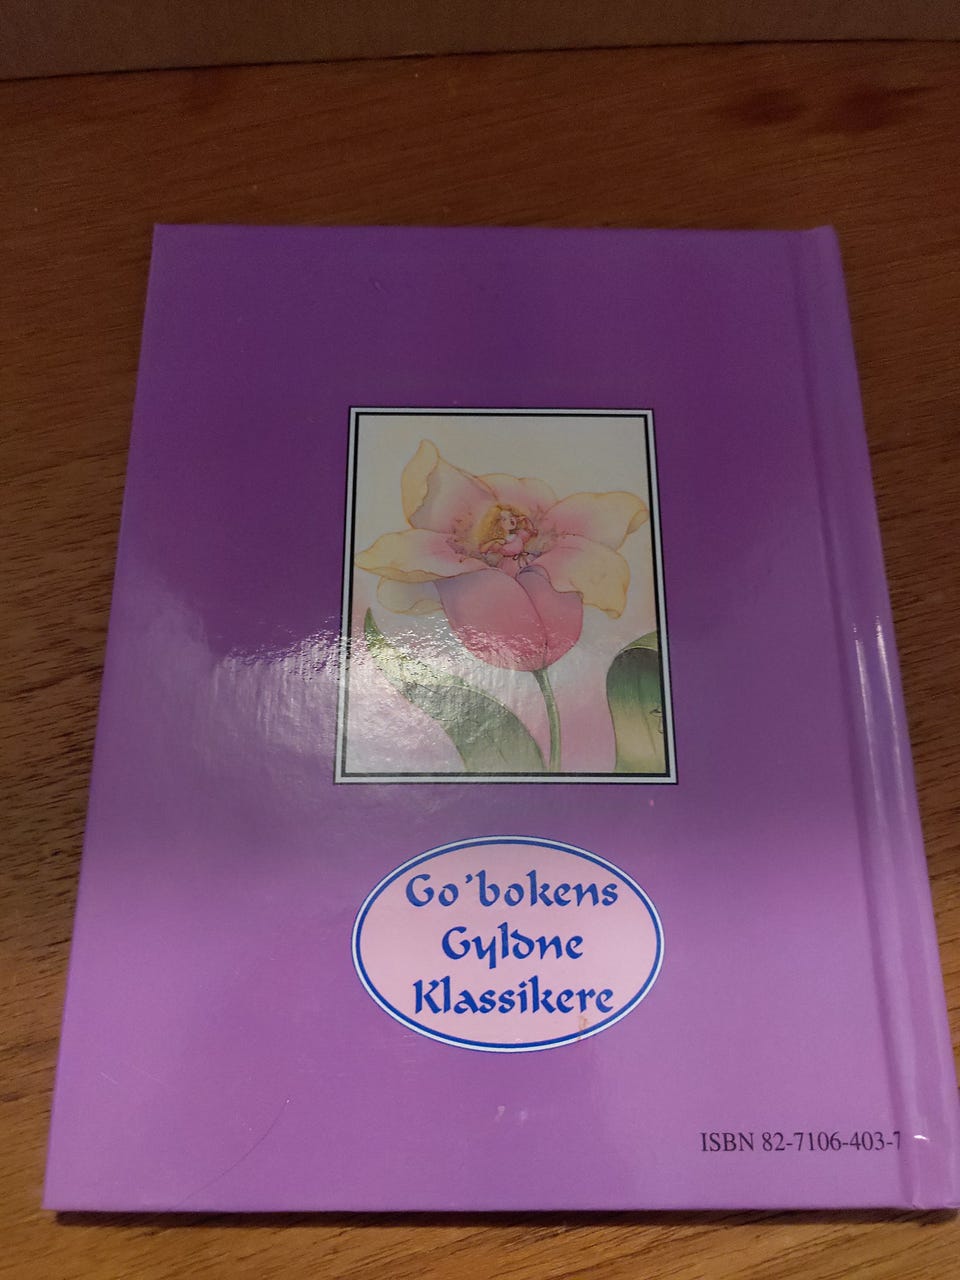 Go'bokens
Gyldne
Klassikere
ISBN 82-7106-403-7